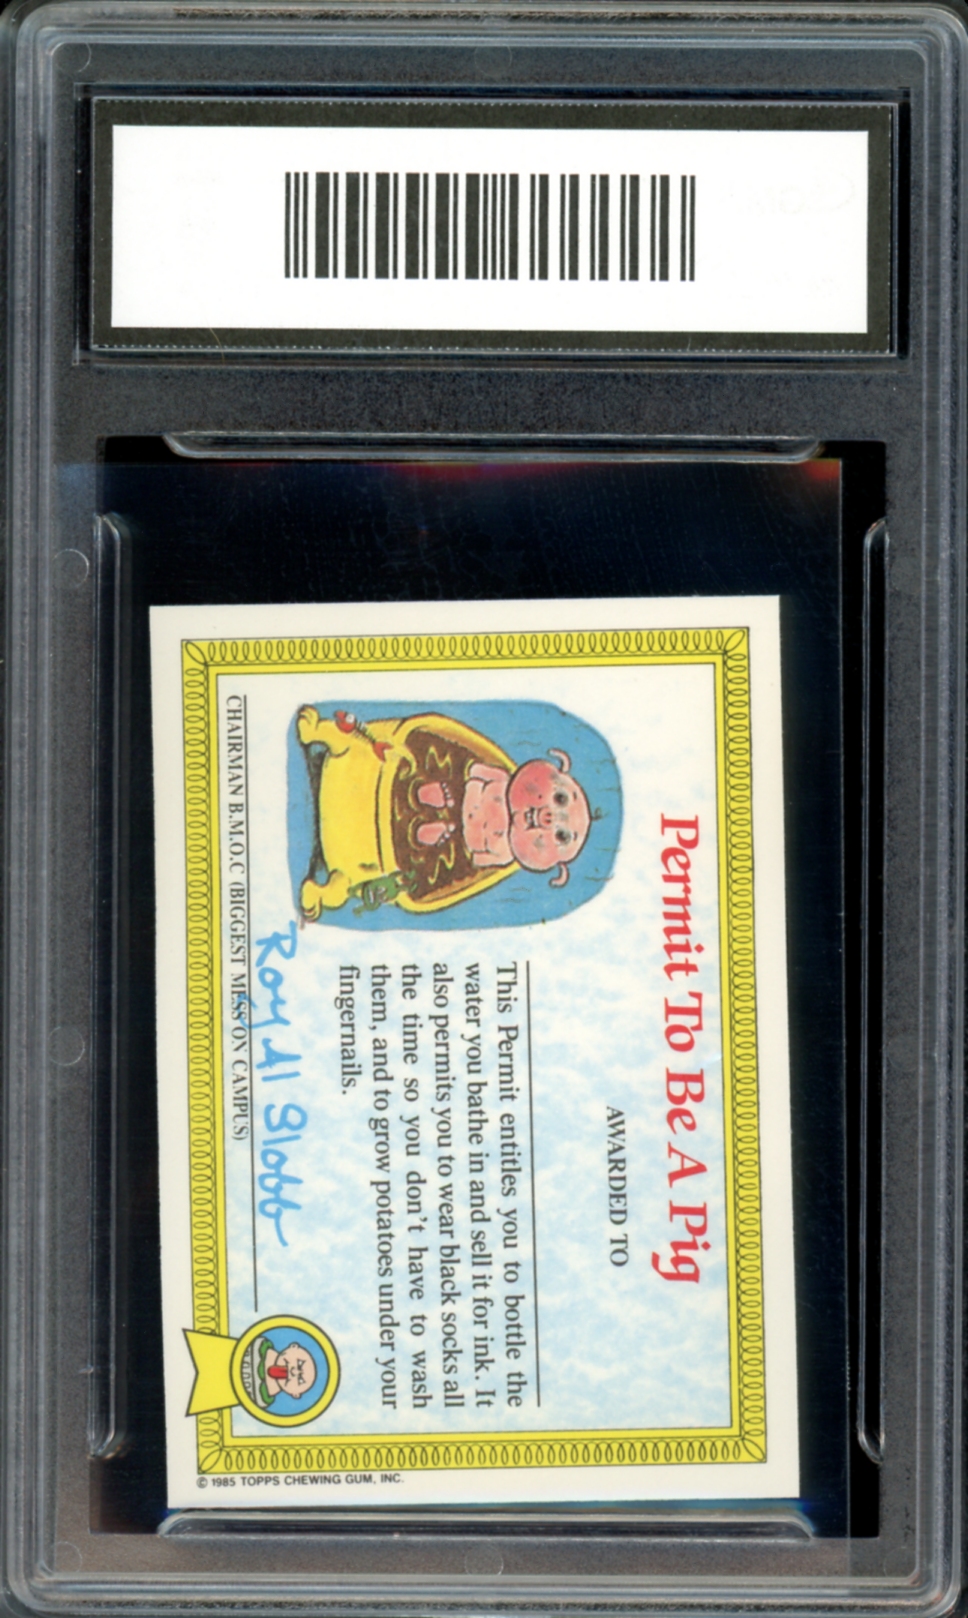 Permit To Be A Pig
AWARDED TO
This Permit entitles you to bottle the
water you bathe in and sell it for ink. It
also permits you to wear black socks all
the time so you don't have to wash
them, and to grow potatoes under your
fingernails.
Roy Al Slobb
CHAIRMAN B.M.O.C (BIGGEST MESS ON CAMPUS)
© 1985 TOPPS CHEWING GUM, INC.